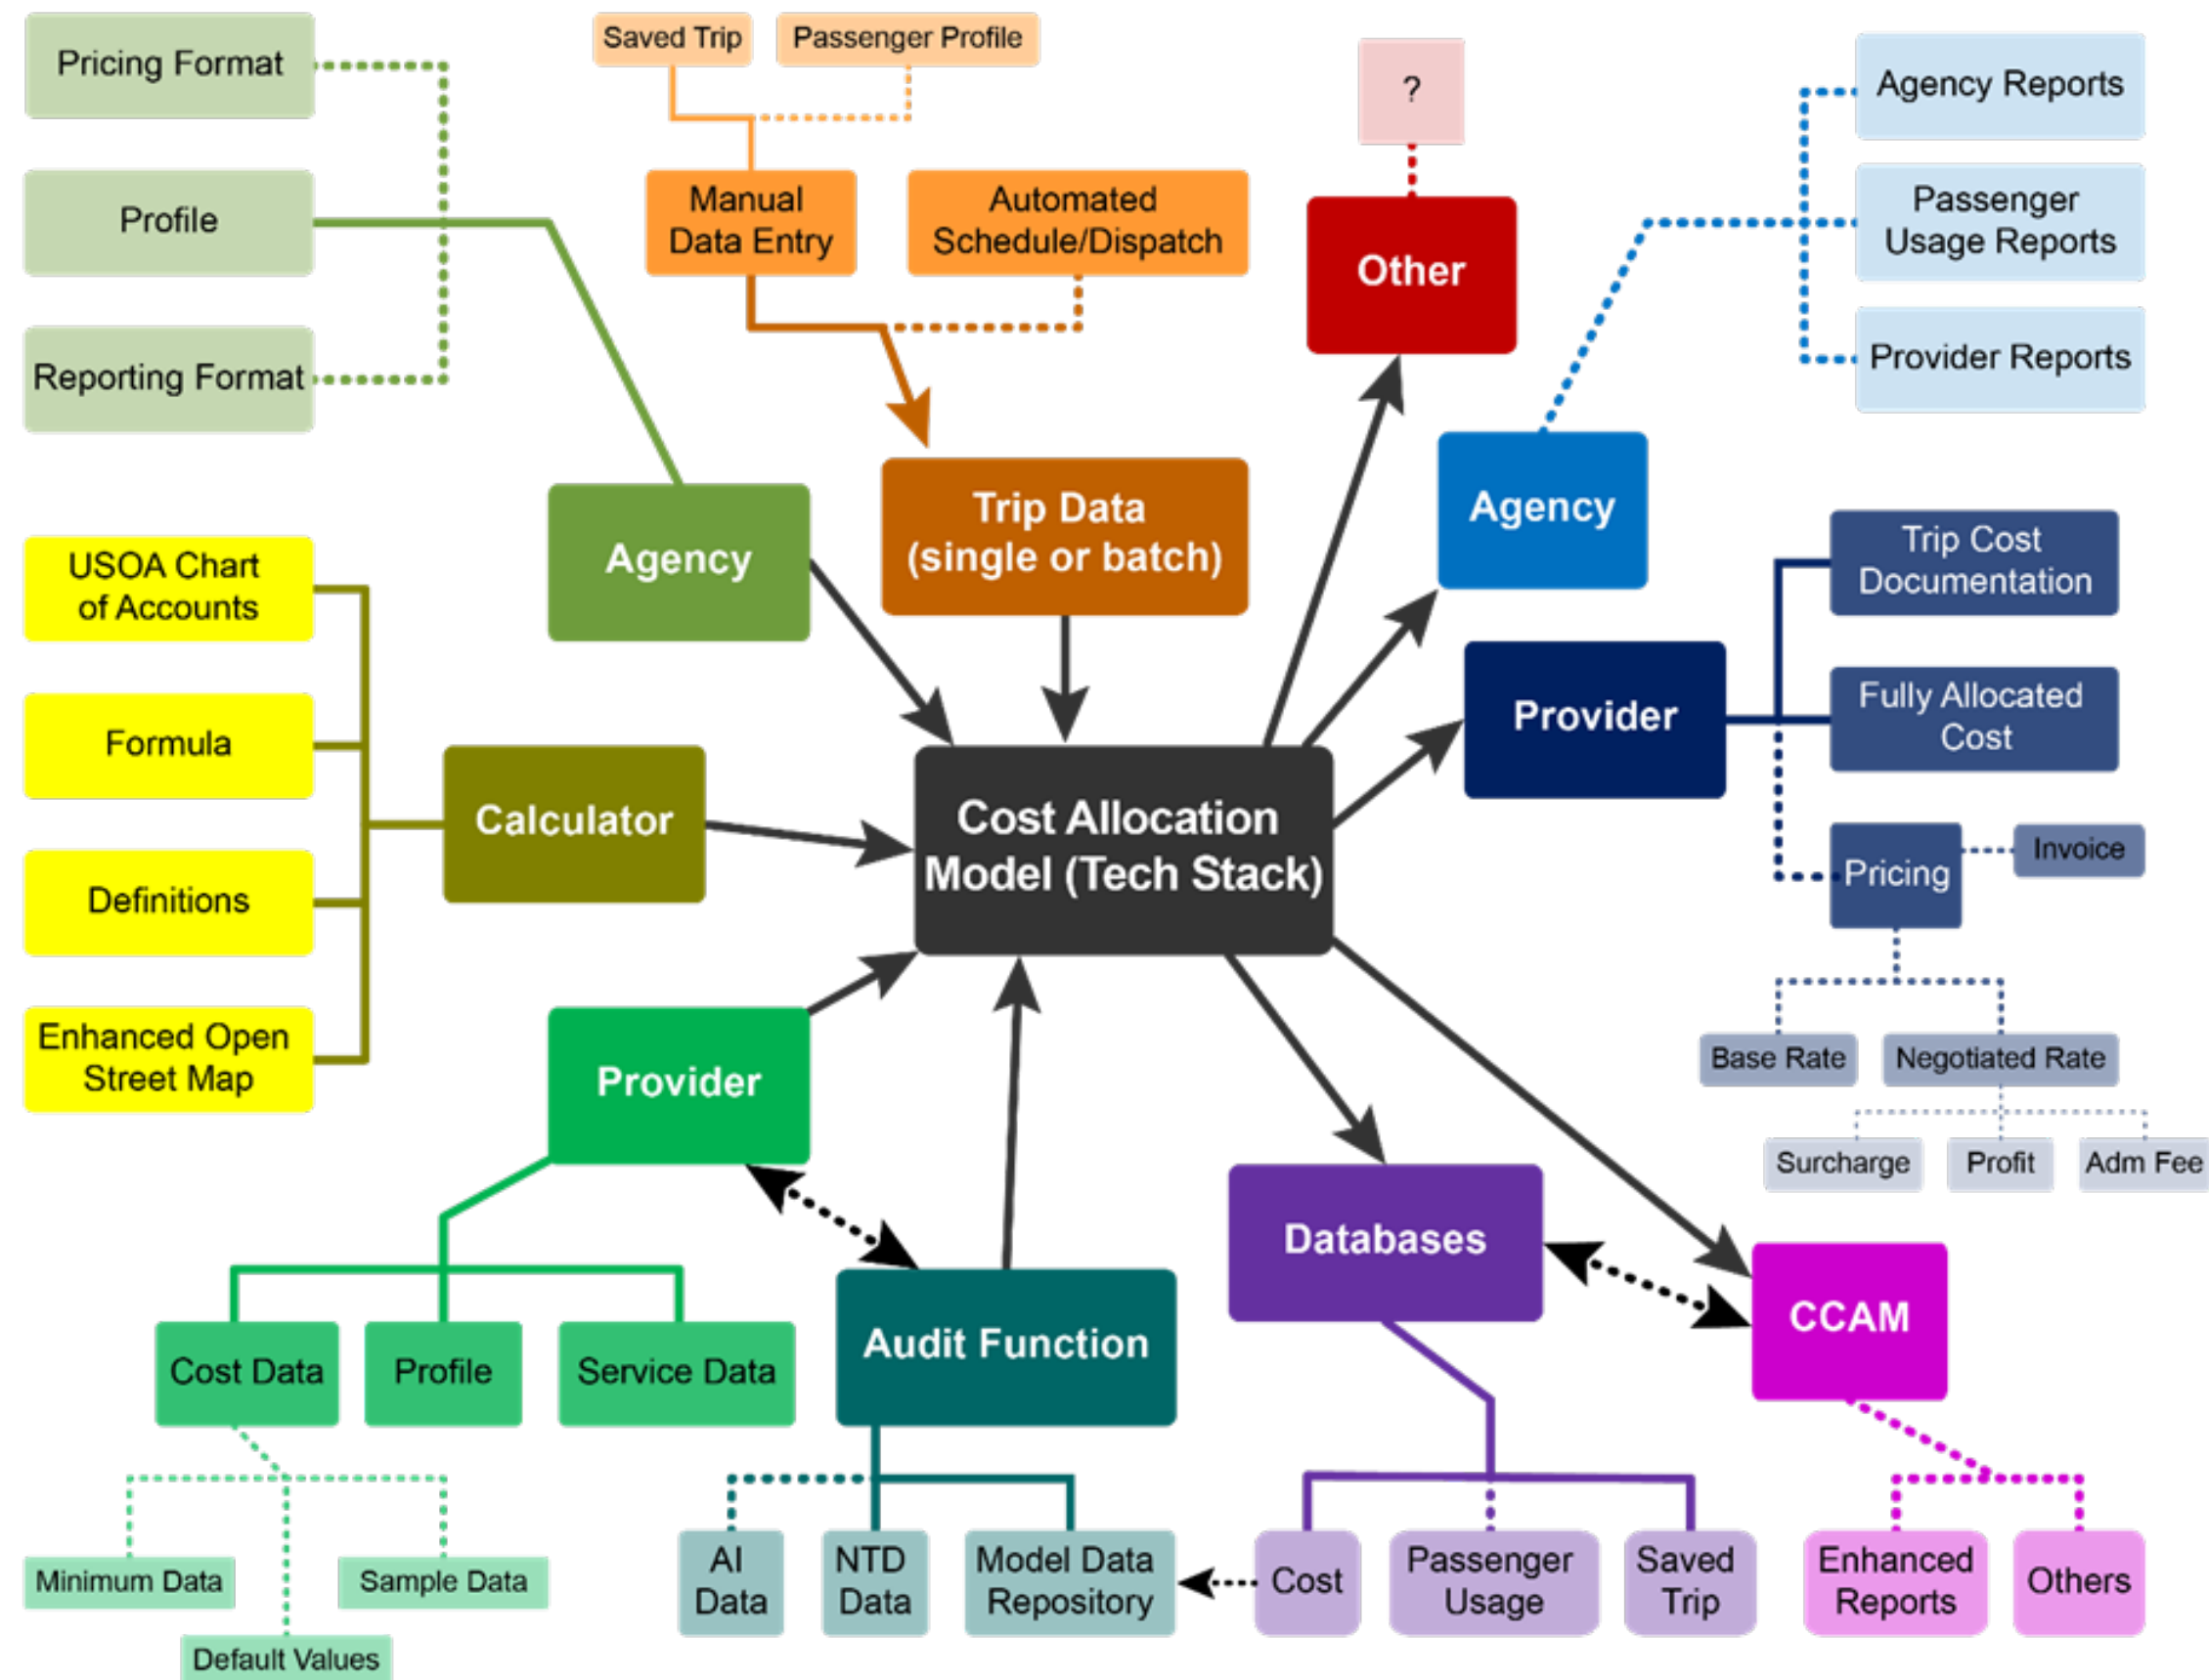 Pricing Format
Profile
Reporting Format
Saved Trip
Passenger Profile
Manual
Data Entry
Automated
Schedule/Dispatch
?
Other
Agency Reports
Passenger
Usage Reports
Provider Reports
Agency
Trip Data
(single or batch)
Agency
USOA Chart
of Accounts
Formula
Definitions
Enhanced Open
Street Map
Calculator
Cost Allocation
Model (Tech Stack)
Provider
Trip Cost
Documentation
Fully Allocated
Cost
Pricing
Invoice
Base Rate
Negotiated Rate
Surcharge
Profit
Adm Fee
Provider
Cost Data
Profile
Service Data
Minimum Data
Sample Data
Default Values
Audit Function
AI
Data
NTD
Data
Model Data
Repository
Databases
Cost
Passenger
Usage
Saved
Trip
CCAM
Enhanced
Reports
Others